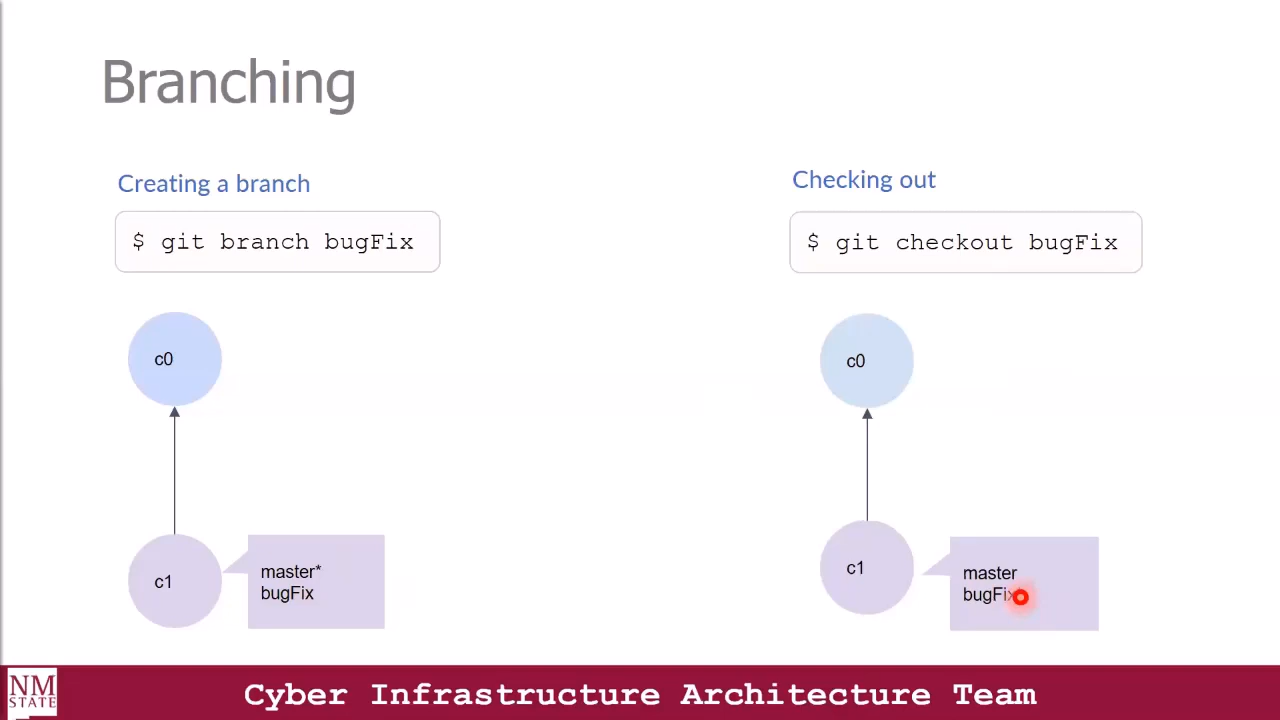 Branching
Creating a branch
$ git branch bugFix
c0
c1
master*
bugFix
Checking out
$ git checkout bugFix
c0
c1
master
bugFix
NM
STATE
Cyber Infrastructure Architecture Team